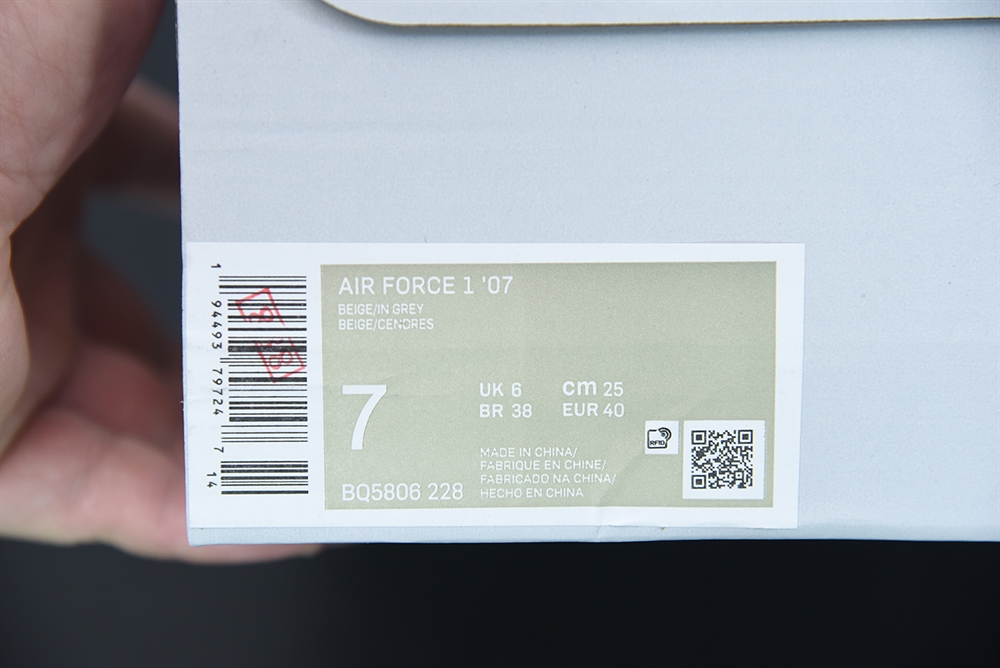 AIR FORCE 1 '07
BEIGE/IN GREY
BEIGE/CENDRES
7
UK 6 cm 25
BR 38 EUR 40
RFID
MADE IN CHINA/
FABRIQUE EN CHINE/
FABRICADO NA CHINA/
HECHO EN CHINA
BQ5806 228
1 94493 79724 7 14